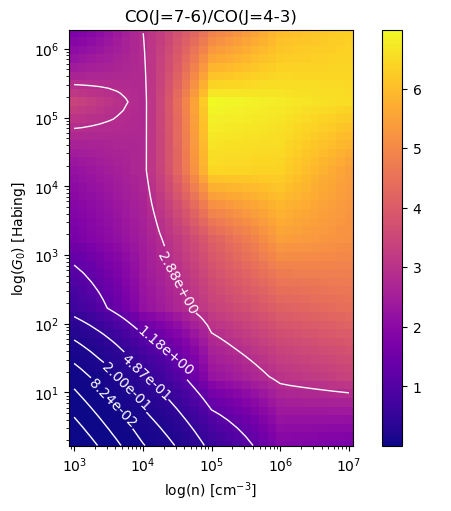 CO(J=7-6)/CO(J=4-3)
log(G₀) [Habing]
10⁶
10⁵
10⁴
10³
10²
10¹
2.88e+00
1.18e+00
4.87e-01
2.00e-01
8.24e-02
10³ 10⁴ 10⁵ 10⁶ 10⁷
log(n) [cm⁻³]
6
5
4
3
2
1